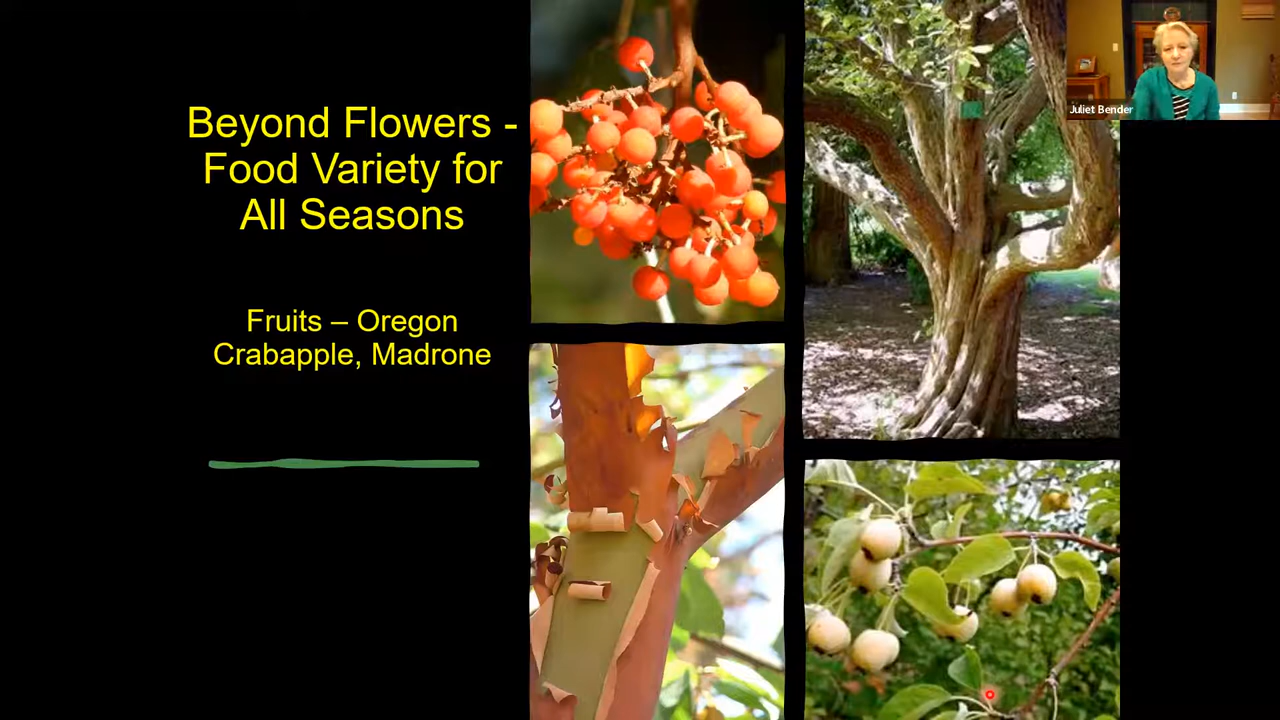 Beyond Flowers -
Food Variety for
All Seasons
Fruits – Oregon
Crabapple, Madrone
Juliet Bender